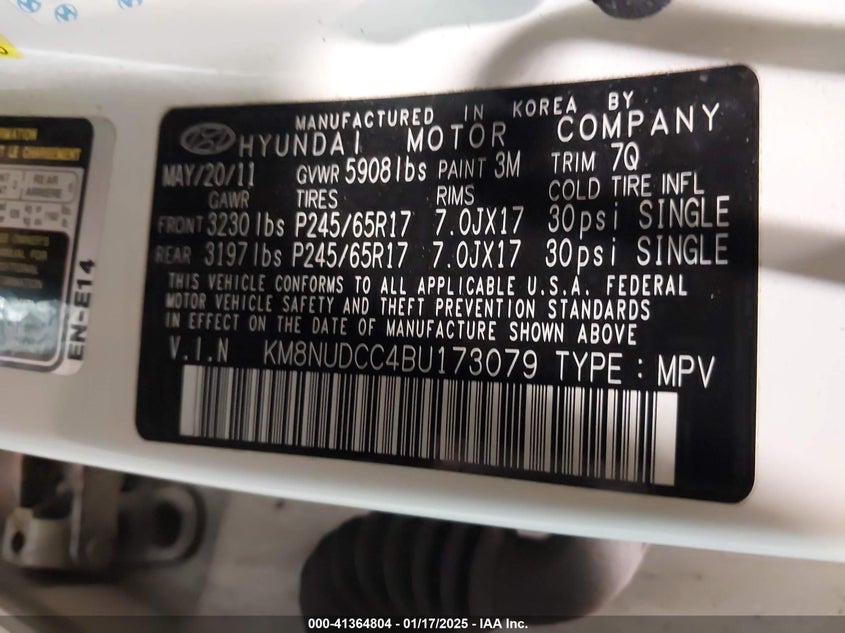 MANUFACTURED IN KOREA BY
HYUNDAI MOTOR COMPANY
MAY/20/11 GVWR 5908lbs PAINT 3M TRIM 7Q
GAWR TIRES RIMS COLD TIRE INFL
FRONT 3230lbs P245/65R17 7.0JX17 30psi SINGLE
REAR 3197lbs P245/65R17 7.0JX17 30psi SINGLE
THIS VEHICLE CONFORMS TO ALL APPLICABLE U.S.A. FEDERAL
MOTOR VEHICLE SAFETY AND THEFT PREVENTION STANDARDS
IN EFFECT ON THE DATE OF MANUFACTURE SHOWN ABOVE
V.I.N KM8NUDCC4BU173079 TYPE : MPV
REAR
ARRIERE
EN-E14
000-41364804 - 01/17/2025 - IAA Inc.